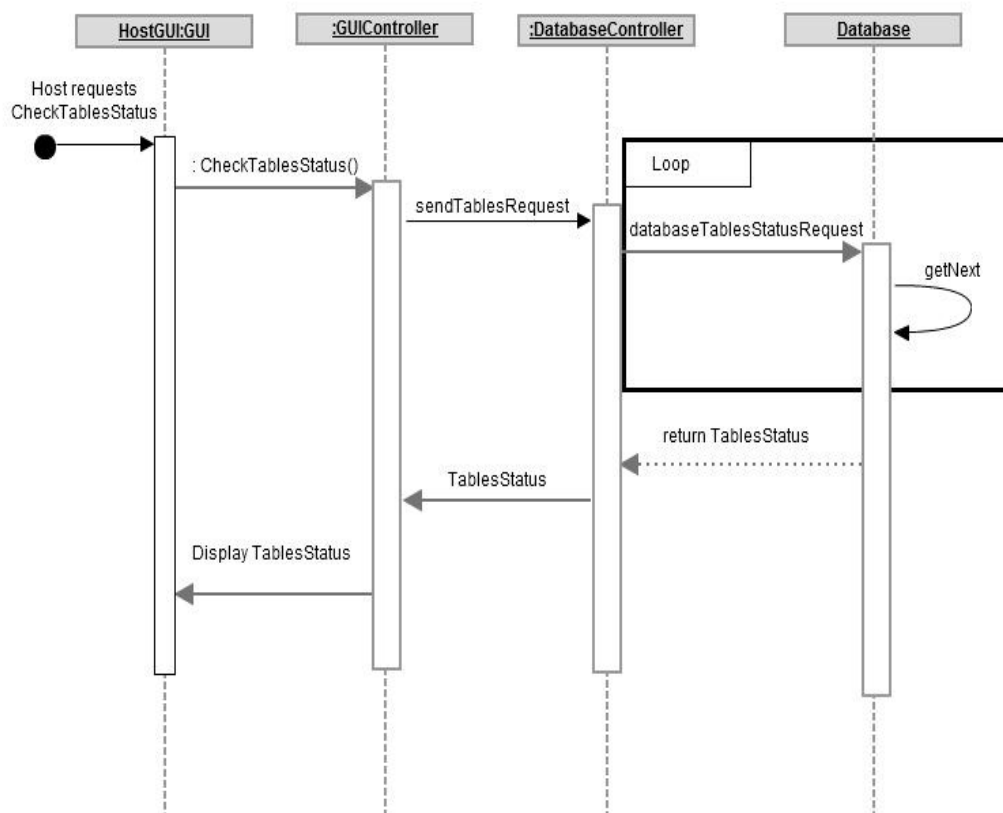 HostGUI:GUI
:GUIController
:DatabaseController
Database
Host requests
CheckTablesStatus
: CheckTablesStatus()
sendTablesRequest
Loop
databaseTablesStatusRequest
getNext
return TablesStatus
TablesStatus
Display TablesStatus